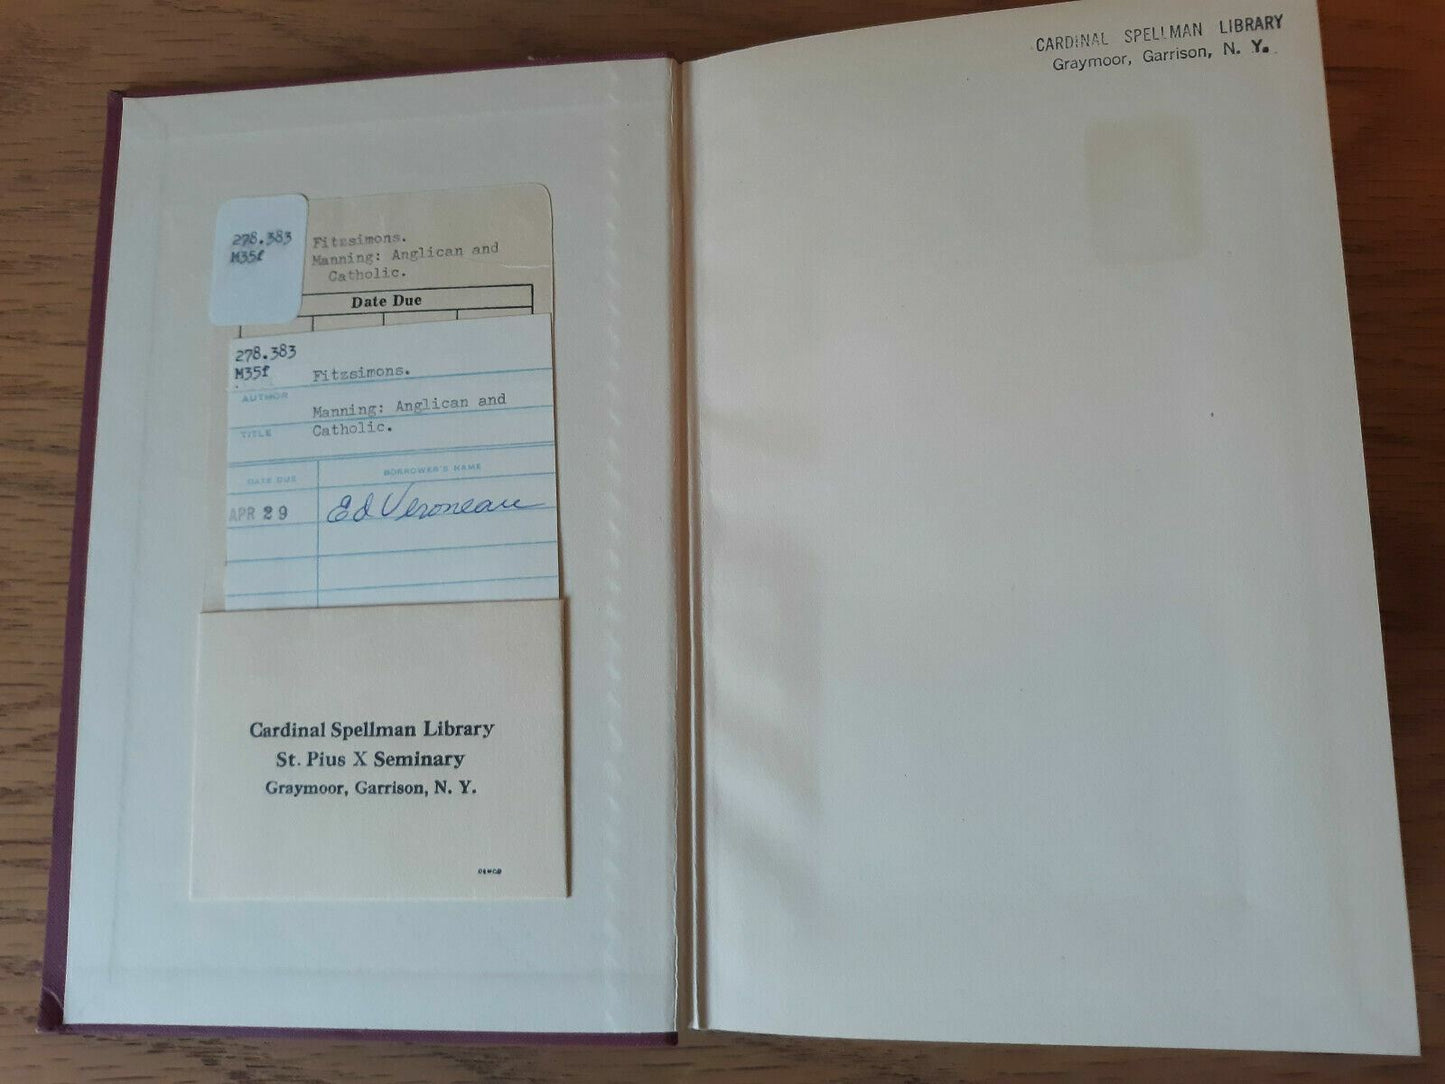 CARDINAL SPELLMAN LIBRARY
Graymoor, Garrison, N. Y.
278.383 Fitzsimons.
M35f Manning: Anglican and
Catholic.
Date Due
278.383
M35f Fitzsimons.
AUTHOR
Manning: Anglican and
TITLE Catholic.
DATE DUE BORROWER'S NAME
APR 29 Ed Veroneau
Cardinal Spellman Library
St. Pius X Seminary
Graymoor, Garrison, N. Y.